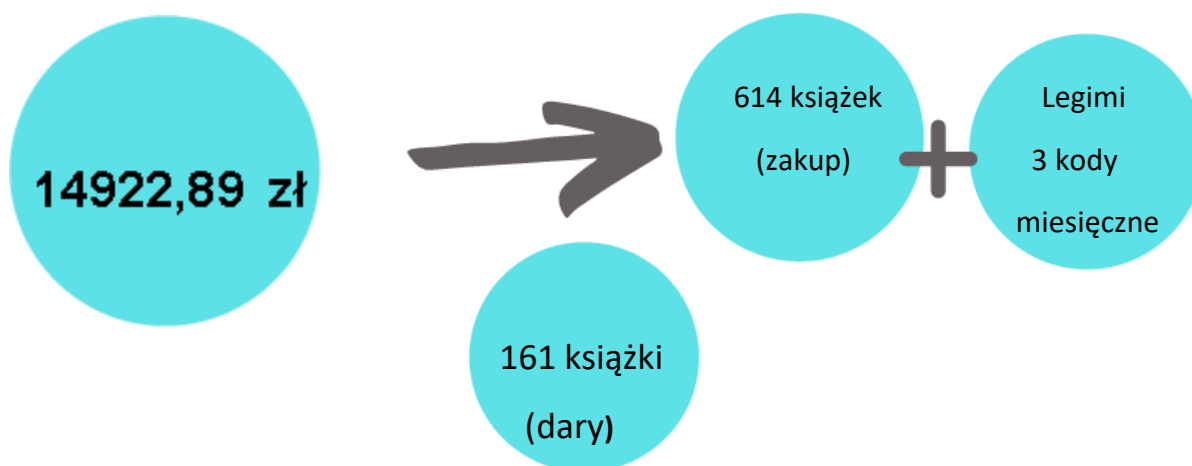 14922,89 zł
614 książek
(zakup)
Legimi
3 kody
miesięczne
161 książki
(dary)